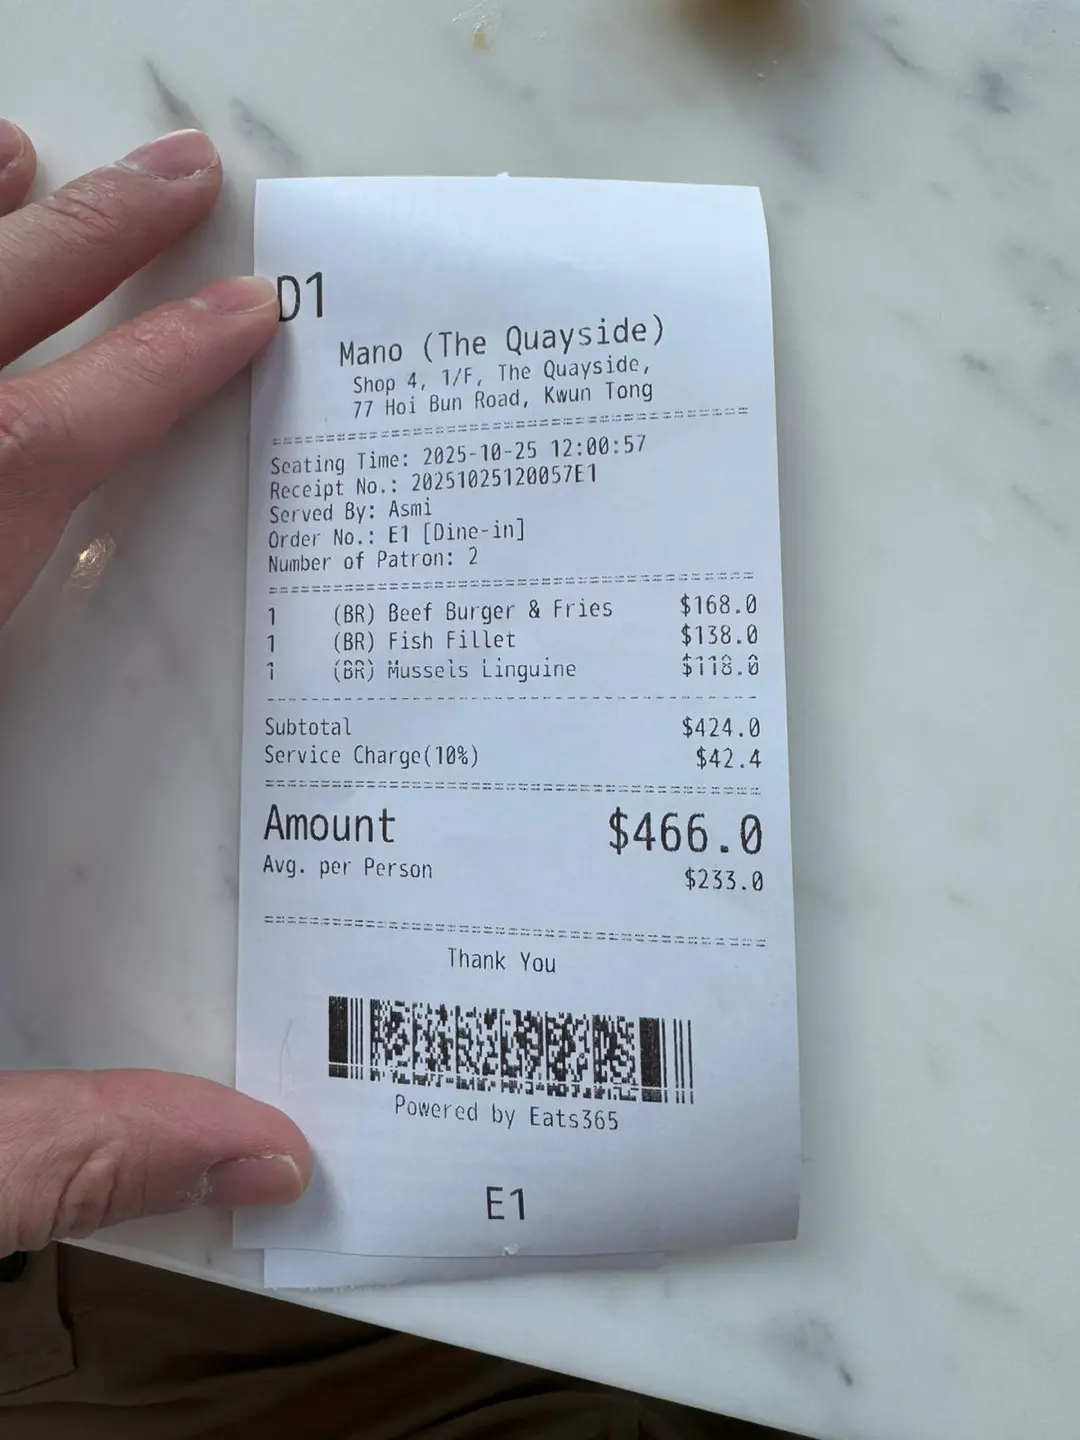 D1
Mano (The Quayside)
Shop 4, 1/F, The Quayside,
77 Hoi Bun Road, Kwun Tong
Seating Time: 2025-10-25 12:00:57
Receipt No.: 20251025120057E1
Served By: Asmi
Order No.: E1 [Dine-in]
Number of Patron: 2
1 (BR) Beef Burger & Fries $168.0
1 (BR) Fish Fillet $138.0
1 (BR) Mussels Linguine $118.0
Subtotal $424.0
Service Charge(10%) $42.4
Amount $466.0
Avg. per Person $233.0
Thank You
Powered by Eats365
E1